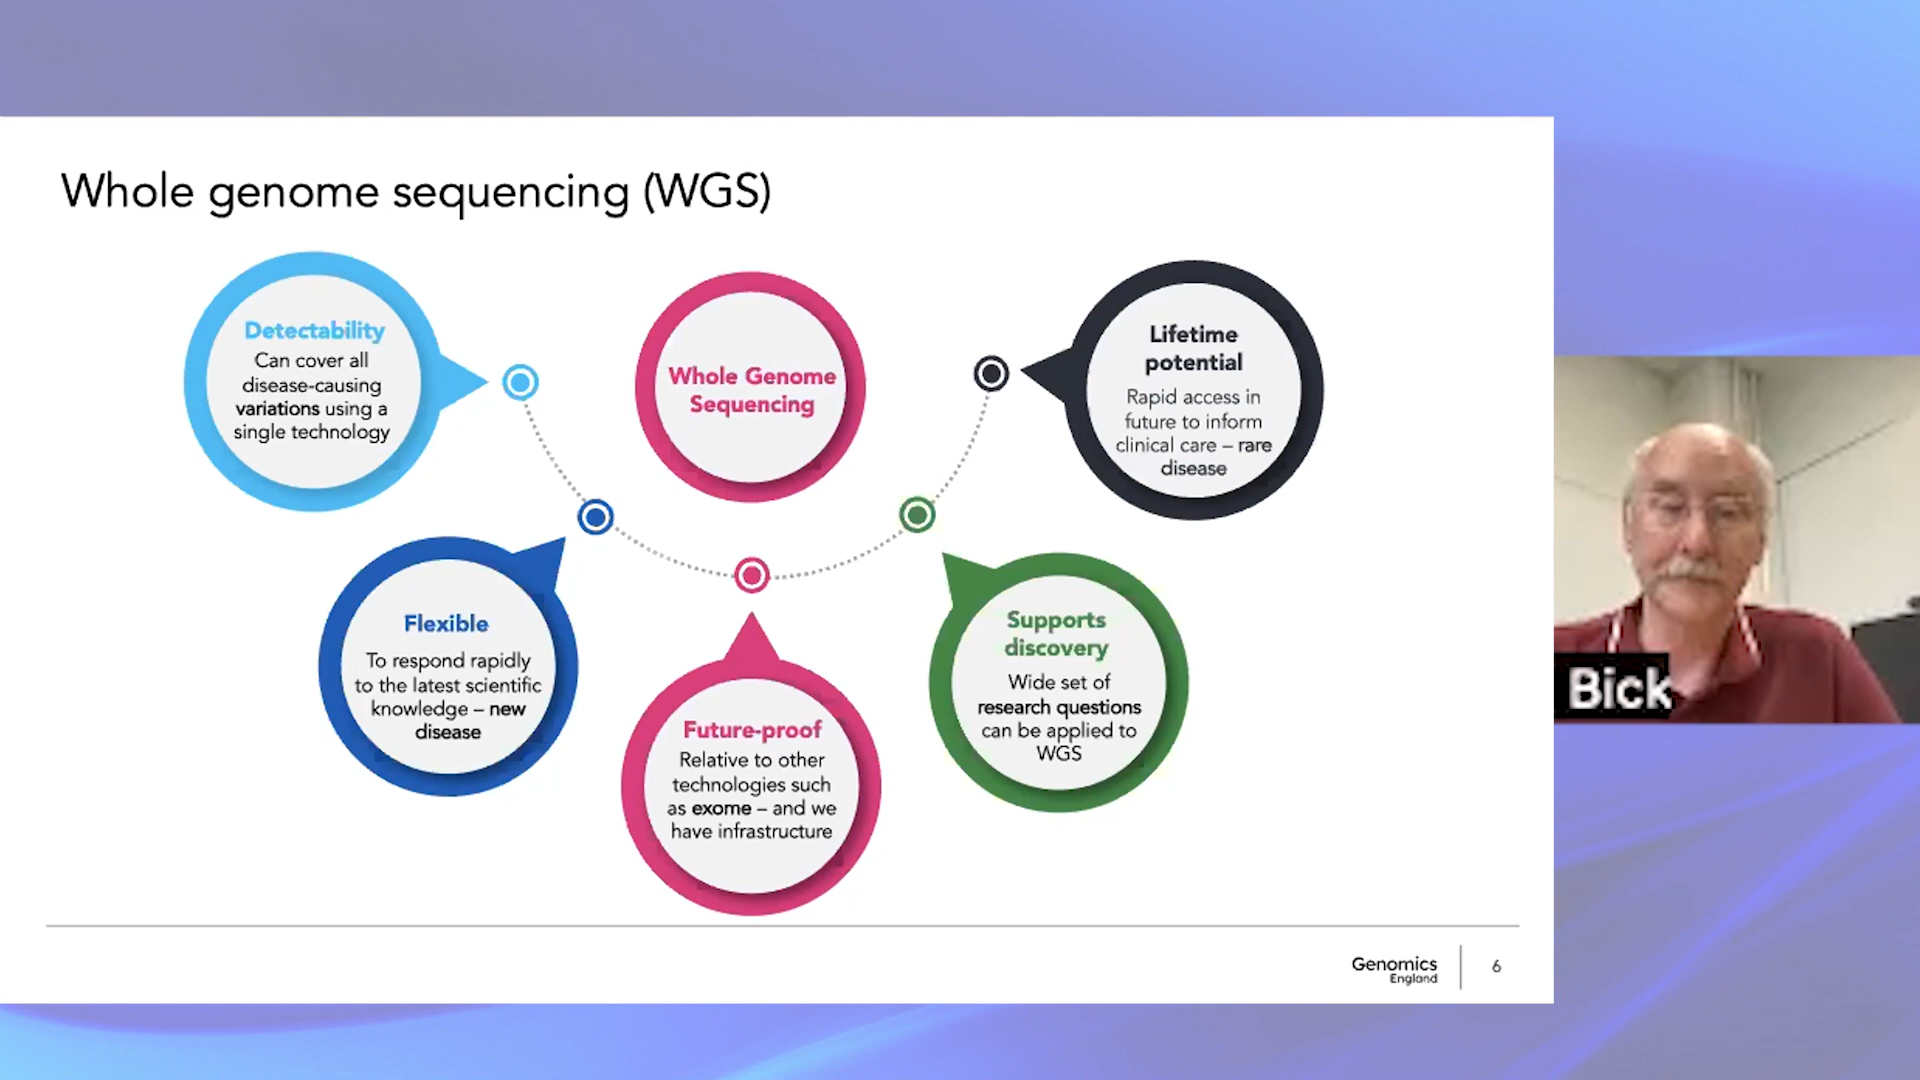 Whole genome sequencing (WGS)
Detectability
Can cover all
disease-causing
variations using a
single technology
Whole Genome
Sequencing
Lifetime
potential
Rapid access in
future to inform
clinical care – rare
disease
Flexible
To respond rapidly
to the latest scientific
knowledge – new
disease
Future-proof
Relative to other
technologies such
as exome – and we
have infrastructure
Supports
discovery
Wide set of
research questions
can be applied to
WGS
Bick
Genomics
England
6